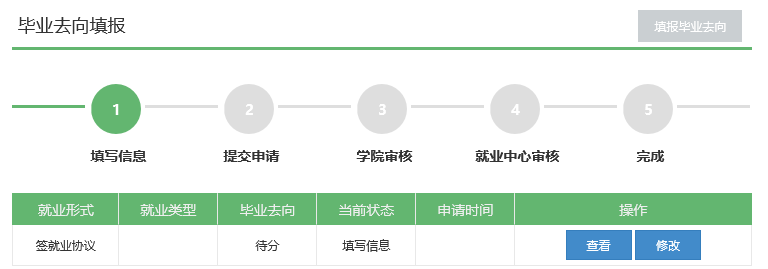 毕业去向填报
填报毕业去向
1 2 3 4 5
填写信息 提交申请 学院审核 就业中心审核 完成
就业形式 就业类型 毕业去向 当前状态 申请时间 操作
签就业协议 待分 填写信息 查看 修改